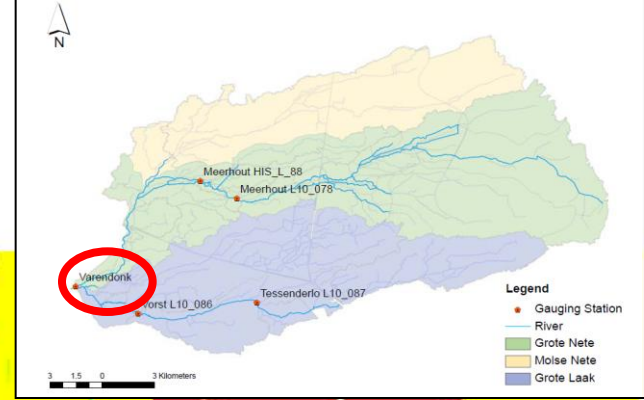 N
Meerhout HIS_L_88
Meerhout L10_078
Varendonk
Vorst L10_086
Tessenderlo L10_087
Legend
Gauging Station
River
Grote Nete
Molse Nete
Grote Laak
3 1.5 0 3 Kilometers